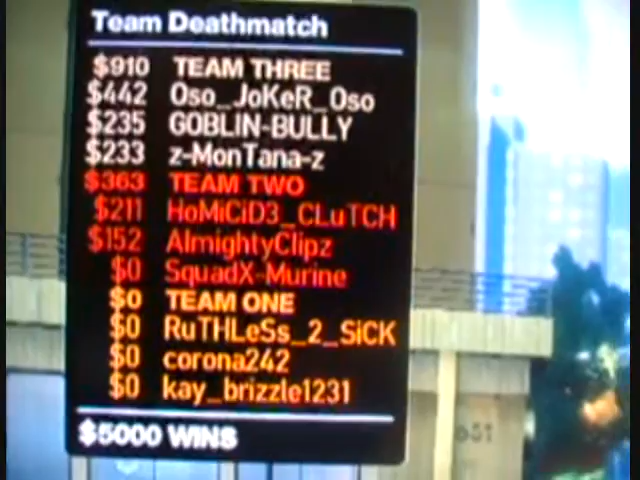 Team Deathmatch
$910 TEAM THREE
$442 Oso_JoKeR_Oso
$235 GOBLIN-BULLY
$233 z-MonTana-z
$363 TEAM TWO
$211 HoMiCiD3_CLuTCH
$152 AlmightyClipz
$0 SquadX-Murine
$0 TEAM ONE
$0 RuTHLeSs_2_SiCK
$0 corona242
$0 kay_brizzle1231
$5000 WINS